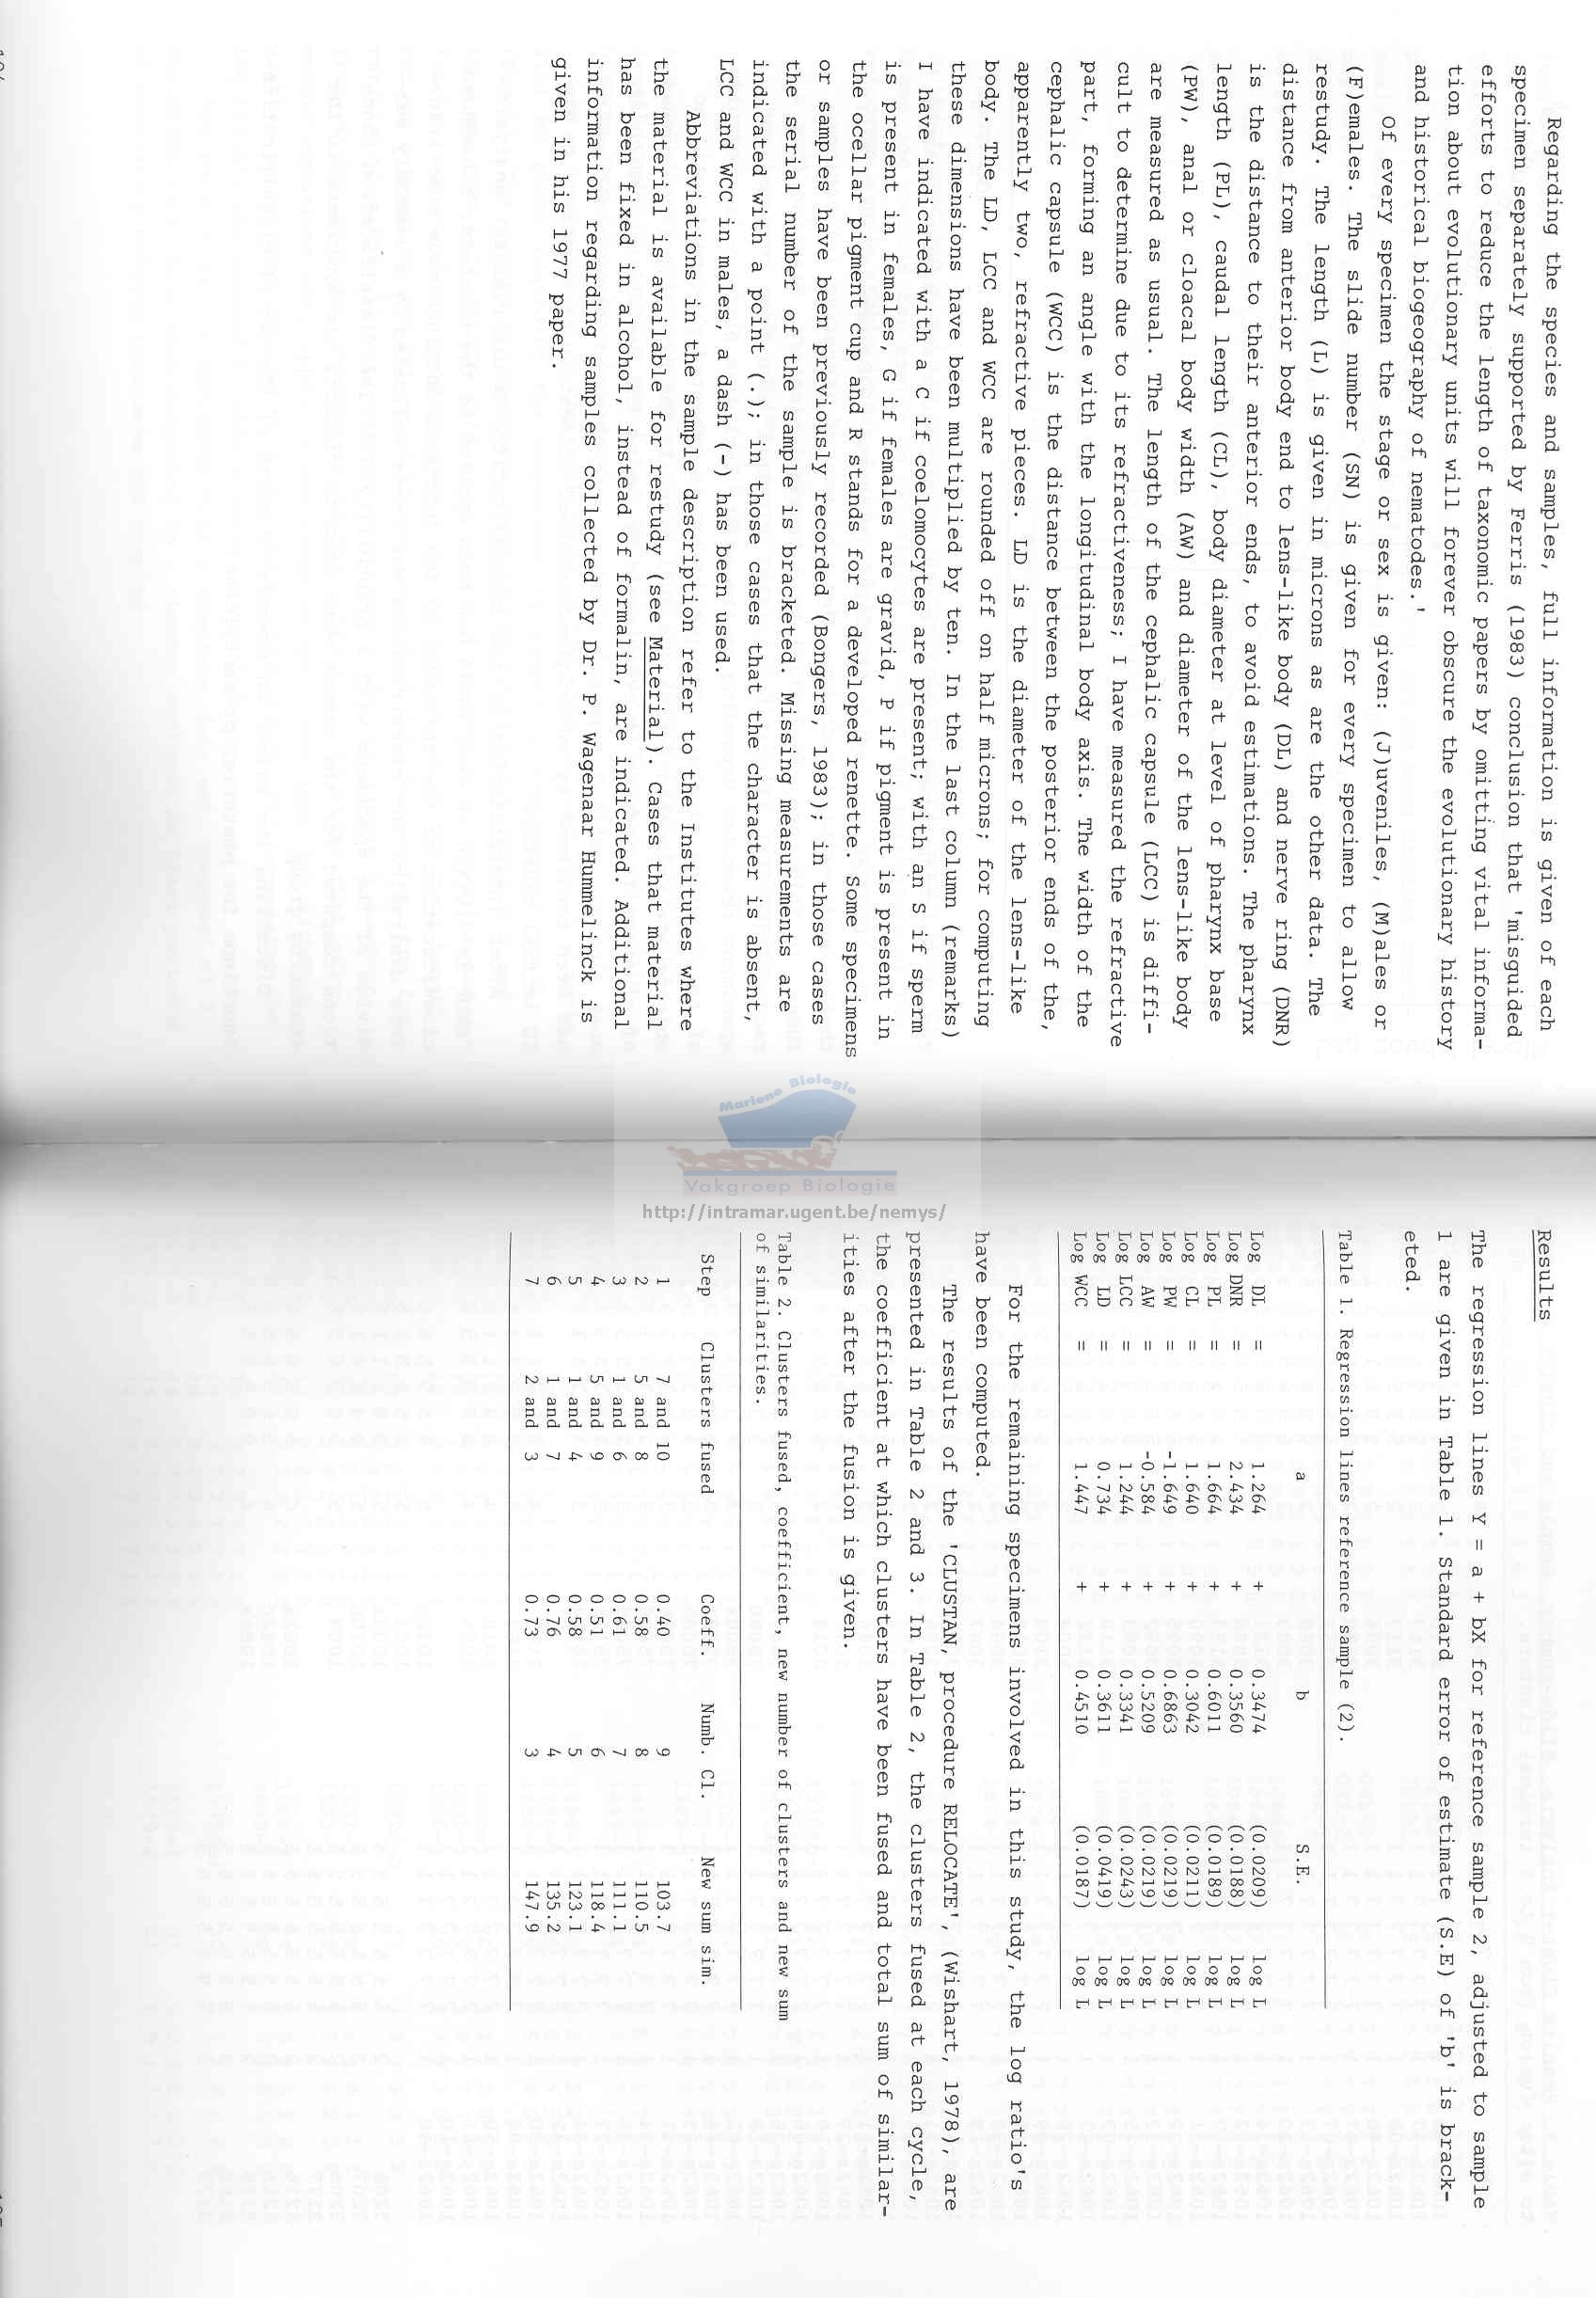 Regarding the species and samples, full information is given of each
specimen separately supported by Ferris (1983) conclusion that 'misguided
efforts to reduce the length of taxonomic papers by omitting vital informa-
tion about evolutionary units will forever obscure the evolutionary history
and historical biogeography of nematodes.'
Of every specimen the stage or sex is given: (J)uveniles, (M)ales or
(F)emales. The slide number (SN) is given for every specimen to allow
restudy. The length (L) is given in microns as are the other data. The
distance from anterior body end to lens-like body (DL) and nerve ring (DNR)
is the distance to their anterior ends, to avoid estimations. The pharynx
length (PL), caudal length (CL), body diameter at level of pharynx base
(PW), anal or cloacal body width (AW) and diameter of the lens-like body
are measured as usual. The length of the cephalic capsule (LCC) is diffi-
cult to determine due to its refractiveness; I have measured the refractive
part, forming an angle with the longitudinal body axis. The width of the
cephalic capsule (WCC) is the distance between the posterior ends of the,
apparently two, refractive pieces. LD is the diameter of the lens-like
body. The LD, LCC and WCC are rounded off on half microns; for computing
these dimensions have been multiplied by ten. In the last column (remarks)
I have indicated with a C if coelomocytes are present; with an S if sperm
is present in females, G if females are gravid, P if pigment is present in
the ocellar pigment cup and R stands for a developed renette. Some specimens
or samples have been previously recorded (Bongers, 1983); in those cases
the serial number of the sample is bracketed. Missing measurements are
indicated with a point (.); in those cases that the character is absent,
LCC and WCC in males, a dash (-) has been used.
Abbreviations in the sample description refer to the Institutes where
the material is available for restudy (see Material). Cases that material
has been fixed in alcohol, instead of formalin, are indicated. Additional
information regarding samples collected by Dr. P. Wagenaar Hummelinck is
given in his 1977 paper.
Marlene Biologie
Vakgroep Biologie
http://intramar.ugent.be/nemys/
Results
The regression lines Y = a + bX for reference sample 2, adjusted to sample
1 are given in Table 1. Standard error of estimate (S.E) of 'b' is brack-
eted.
Table 1. Regression lines reference sample (2).
a b S.E.
Log DL = 1.264 + 0.3474 (0.0209) log L
Log DNR = 2.434 + 0.3560 (0.0188) log L
Log PL = 1.664 + 0.6011 (0.0189) log L
Log CL = 1.640 + 0.3042 (0.0211) log L
Log PW = -1.649 + 0.6863 (0.0219) log L
Log AW = -0.584 + 0.5209 (0.0219) log L
Log LCC = 1.244 + 0.3341 (0.0243) log L
Log LD = 0.734 + 0.3611 (0.0419) log L
Log WCC = 1.447 + 0.4510 (0.0187) log L
For the remaining specimens involved in this study, the log ratio's
have been computed.
The results of the 'CLUSTAN, procedure RELOCATE', (Wishart, 1978), are
presented in Table 2 and 3. In Table 2, the clusters fused at each cycle,
the coefficient at which clusters have been fused and total sum of similar-
ities after the fusion is given.
Table 2. Clusters fused, coefficient, new number of clusters and new sum
of similarities.
Step Clusters fused Coeff. Numb. Cl. New sum sim.
1 7 and 10 0.40 9 103.7
2 5 and 8 0.58 8 110.5
3 1 and 6 0.61 7 111.1
4 5 and 9 0.51 6 118.4
5 1 and 4 0.58 5 123.1
6 1 and 7 0.76 4 135.2
7 2 and 3 0.73 3 147.9